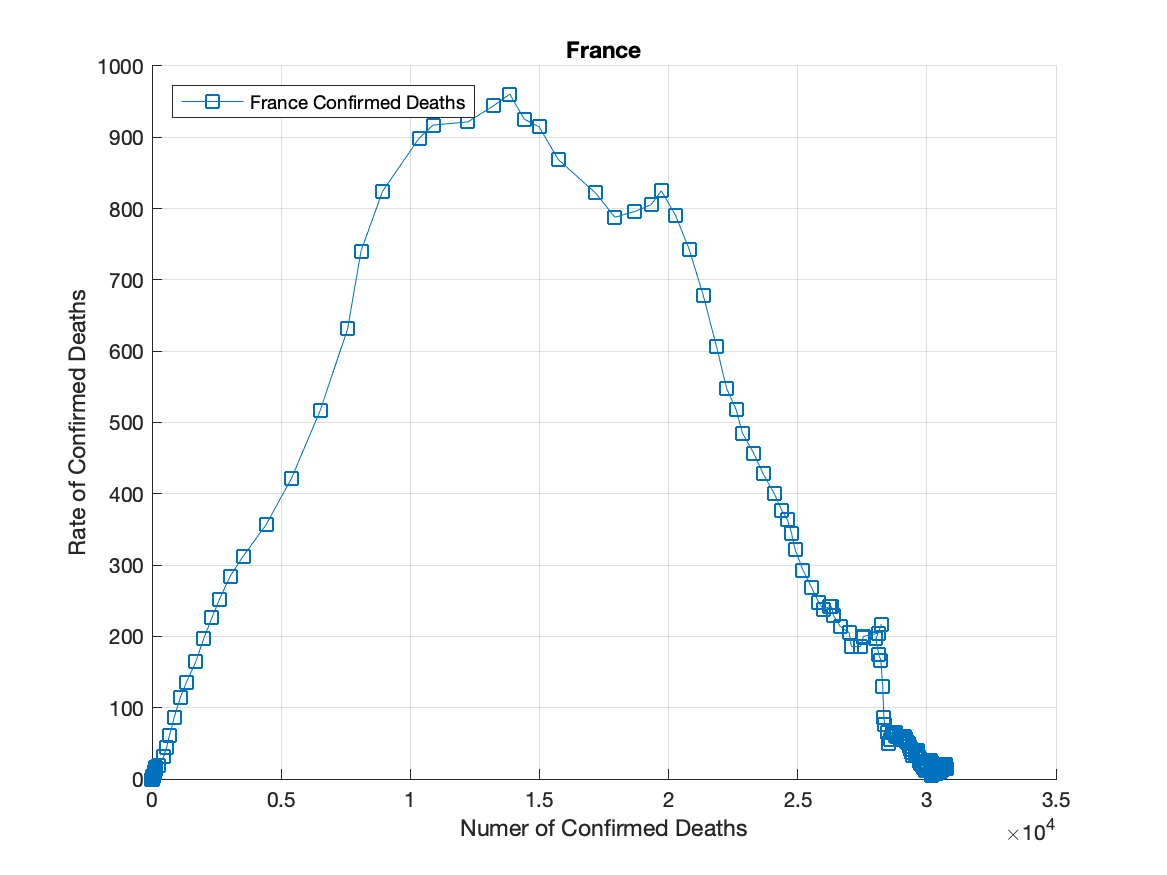 France
France Confirmed Deaths
1000
900
800
700
600
500
400
300
200
100
0
Rate of Confirmed Deaths
0 0.5 1 1.5 2 2.5 3 3.5
×10^4
Numer of Confirmed Deaths